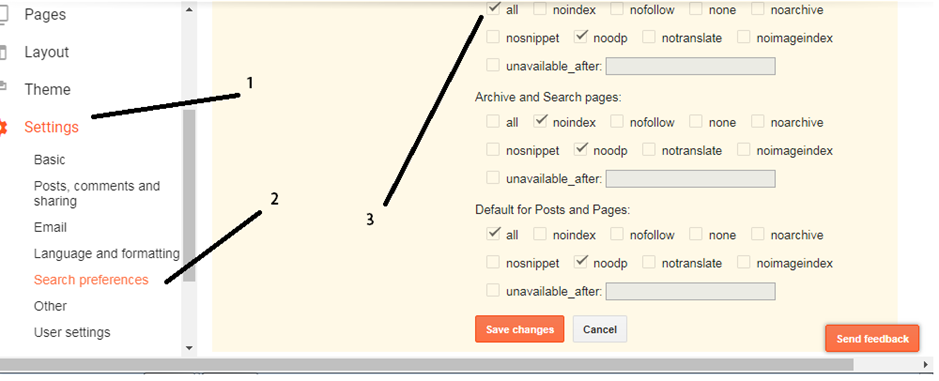 Pages
Layout
Theme
Settings
Basic
Posts, comments and
sharing
Email
Language and formatting
Search preferences
Other
User settings
1
2
3
all noindex nofollow none noarchive
nosnippet noodp notranslate noimageindex
unavailable_after:
Archive and Search pages:
all noindex nofollow none noarchive
nosnippet noodp notranslate noimageindex
unavailable_after:
Default for Posts and Pages:
all noindex nofollow none noarchive
nosnippet noodp notranslate noimageindex
unavailable_after:
Save changes Cancel
Send feedback